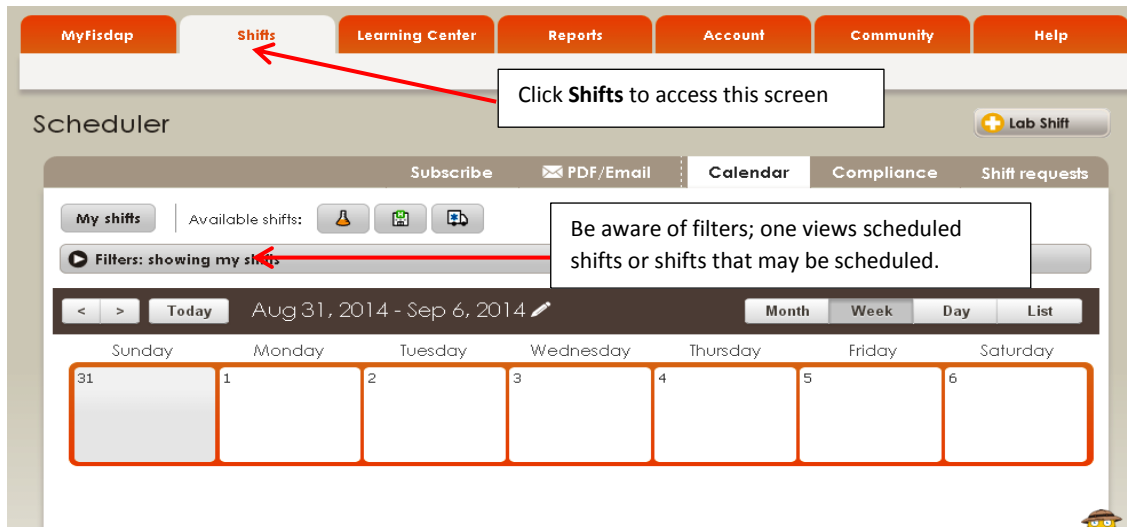 MyFisdap Shifts Learning Center Reports Account Community Help
Click Shifts to access this screen
Scheduler
Lab Shift
Subscribe PDF/Email Calendar Compliance Shift requests
My shifts Available shifts:
Be aware of filters; one views scheduled
shifts or shifts that may be scheduled.
Filters: showing my shifts
< > Today Aug 31, 2014 - Sep 6, 2014 Month Week Day List
Sunday Monday Tuesday Wednesday Thursday Friday Saturday
31 1 2 3 4 5 6